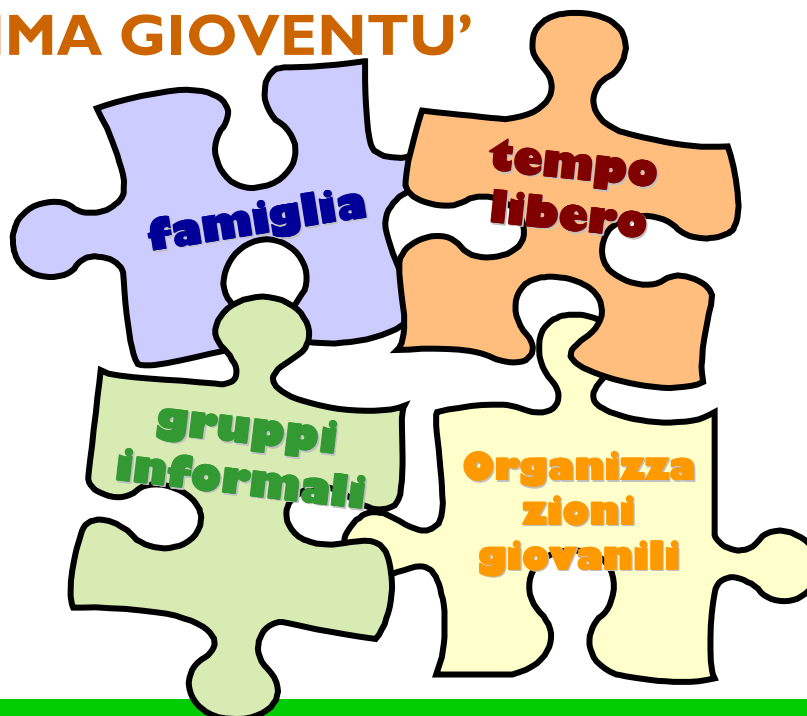 IMA GIOVENTU’
famiglia
tempo
libero
gruppi
informali
Organizza
zioni
giovanili